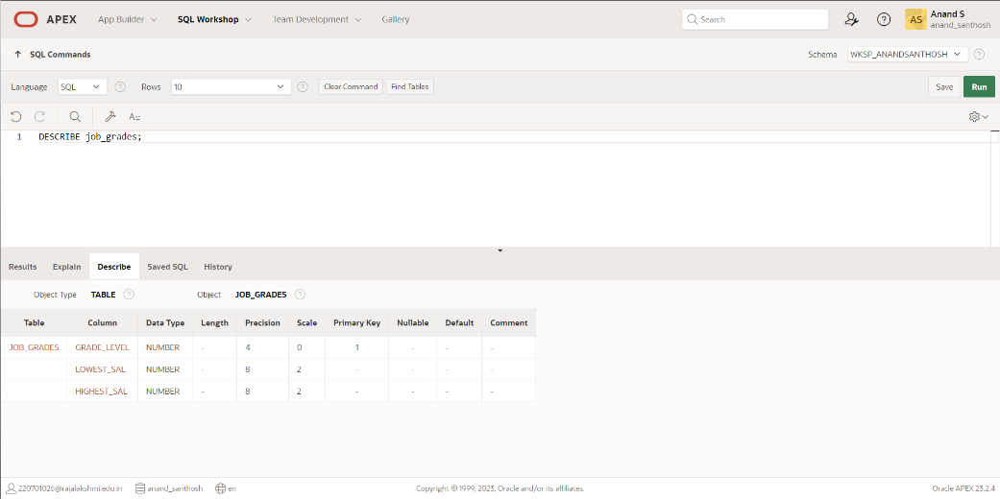 APEX App Builder SQL Workshop Team Development Gallery Search AS Anand S
anand_santhosh
SQL Commands Schema WKSP_ANANDSANTHOSH ?
Language SQL ? Rows 10 ? Clear Command Find Tables Save Run
A::
1 DESCRIBE job_grades;
Results Explain Describe Saved SQL History
Object Type TABLE ? Object JOB_GRADES ?
Table Column Data Type Length Precision Scale Primary Key Nullable Default Comment
JOB_GRADES GRADE_LEVEL NUMBER - 4 0 1 - - -
LOWEST_SAL NUMBER - 8 2 - - - -
HIGHEST_SAL NUMBER - 8 2 - - - -
220701026@rajalakshmi.edu.in anand_santhosh en Copyright © 1999, 2023, Oracle and/or its affiliates. Oracle APEX 23.2.4